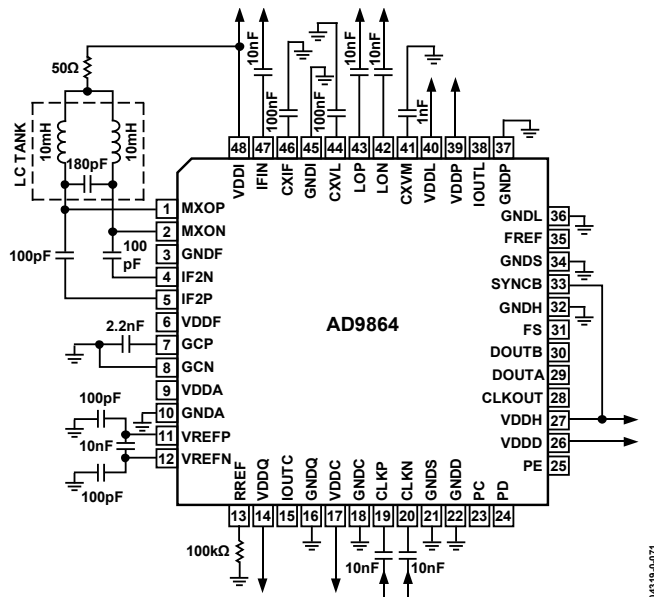 50Ω
LC TANK
10mH
10mH
180pF
100pF
100
pF
10nF
100nF
100nF
10nF
10nF
1nF
48
47
46
45
44
43
42
41
40
39
38
37
VDDI
IFIN
CXIF
GNDI
CXVL
LOP
LON
CXVM
VDDL
VDDP
IOUTL
GNDP
1 MXOP
2 MXON
3 GNDF
4 IF2N
5 IF2P
6 VDDF
7 GCP
8 GCN
9 VDDA
10 GNDA
11 VREFP
12 VREFN
2.2nF
100pF
10nF
100pF
AD9864
GNDL 36
FREF 35
GNDS 34
SYNCB 33
GNDH 32
FS 31
DOUTB 30
DOUTA 29
CLKOUT 28
VDDH 27
VDDD 26
PE 25
RREF
VDDQ
IOUTC
GNDQ
VDDC
GNDC
CLKP
CLKN
GNDS
GNDD
PC
PD
13
14
15
16
17
18
19
20
21
22
23
24
100kΩ
10nF
10nF
04319-0-071